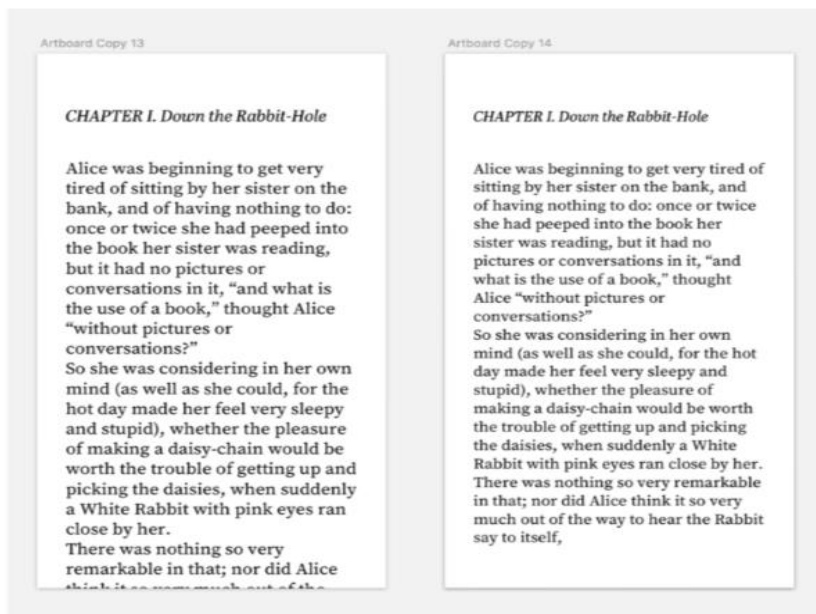 Artboard Copy 13
CHAPTER I. Down the Rabbit-Hole
Alice was beginning to get very
tired of sitting by her sister on the
bank, and of having nothing to do:
once or twice she had peeped into
the book her sister was reading,
but it had no pictures or
conversations in it, “and what is
the use of a book,” thought Alice
“without pictures or
conversations?”
So she was considering in her own
mind (as well as she could, for the
hot day made her feel very sleepy
and stupid), whether the pleasure
of making a daisy-chain would be
worth the trouble of getting up and
picking the daisies, when suddenly
a White Rabbit with pink eyes ran
close by her.
There was nothing so very
remarkable in that; nor did Alice
think it so very much out of the
Artboard Copy 14
CHAPTER I. Down the Rabbit-Hole
Alice was beginning to get very tired of
sitting by her sister on the bank, and
of having nothing to do: once or twice
she had peeped into the book her
sister was reading, but it had no
pictures or conversations in it, “and
what is the use of a book,” thought
Alice “without pictures or
conversations?”
So she was considering in her own
mind (as well as she could, for the hot
day made her feel very sleepy and
stupid), whether the pleasure of
making a daisy-chain would be worth
the trouble of getting up and picking
the daisies, when suddenly a White
Rabbit with pink eyes ran close by her.
There was nothing so very remarkable
in that; nor did Alice think it so very
much out of the way to hear the Rabbit
say to itself,